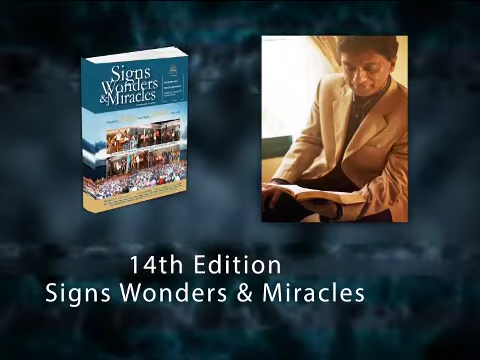 Signs
Wonders
& Miracles
14th Edition
Signs Wonders & Miracles